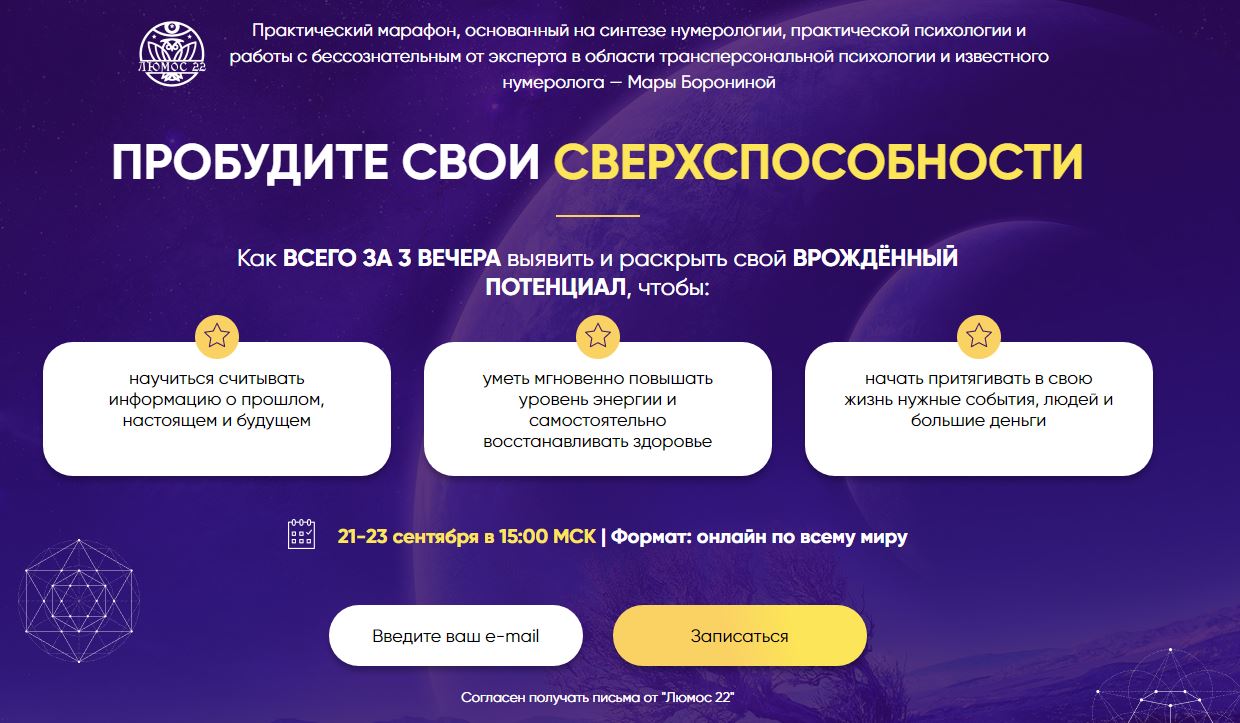 ЛЮМОС 22
Практический марафон, основанный на синтезе нумерологии, практической психологии и
работы с бессознательным от эксперта в области трансперсональной психологии и известного
нумеролога — Мары Борониной
ПРОБУДИТЕ СВОИ СВЕРХСПОСОБНОСТИ
Как ВСЕГО ЗА 3 ВЕЧЕРА выявить и раскрыть свой ВРОЖДЁННЫЙ
ПОТЕНЦИАЛ, чтобы:
научиться считывать
информацию о прошлом,
настоящем и будущем
уметь мгновенно повышать
уровень энергии и
самостоятельно
восстанавливать здоровье
начать притягивать в свою
жизнь нужные события, людей и
большие деньги
21-23 сентября в 15:00 МСК | Формат: онлайн по всему миру
Введите ваш e-mail
Записаться
Согласен получать письма от "Люмос 22"